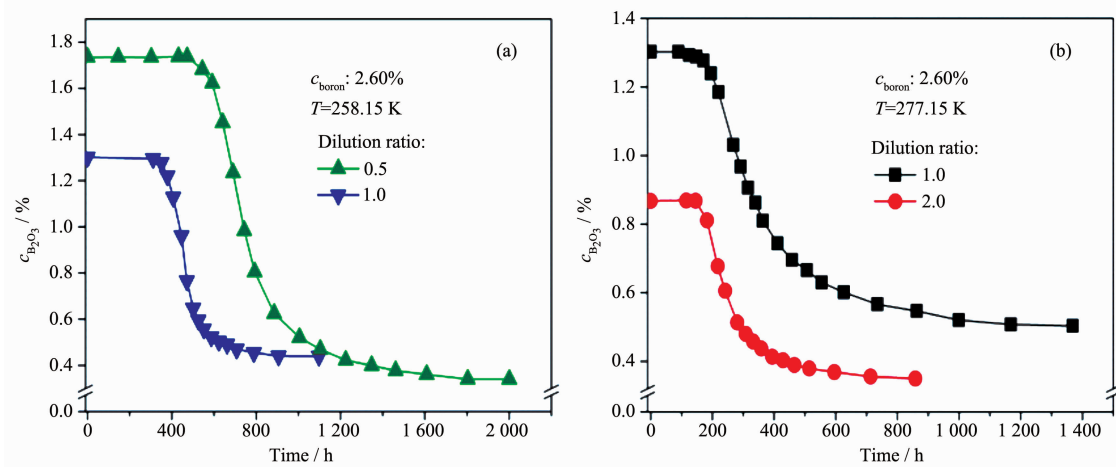 (a)
c_boron: 2.60%
T=258.15 K
Dilution ratio:
0.5
1.0
c_B₂O₃ / %
1.8
1.6
1.4
1.2
1.0
0.8
0.6
0.4
0.0
0 400 800 1 200 1 600 2 000
Time / h
(b)
c_boron: 2.60%
T=277.15 K
Dilution ratio:
1.0
2.0
c_B₂O₃ / %
1.4
1.2
1.0
0.8
0.6
0.4
0.0
0 200 400 600 800 1 000 1 200 1 400
Time / h